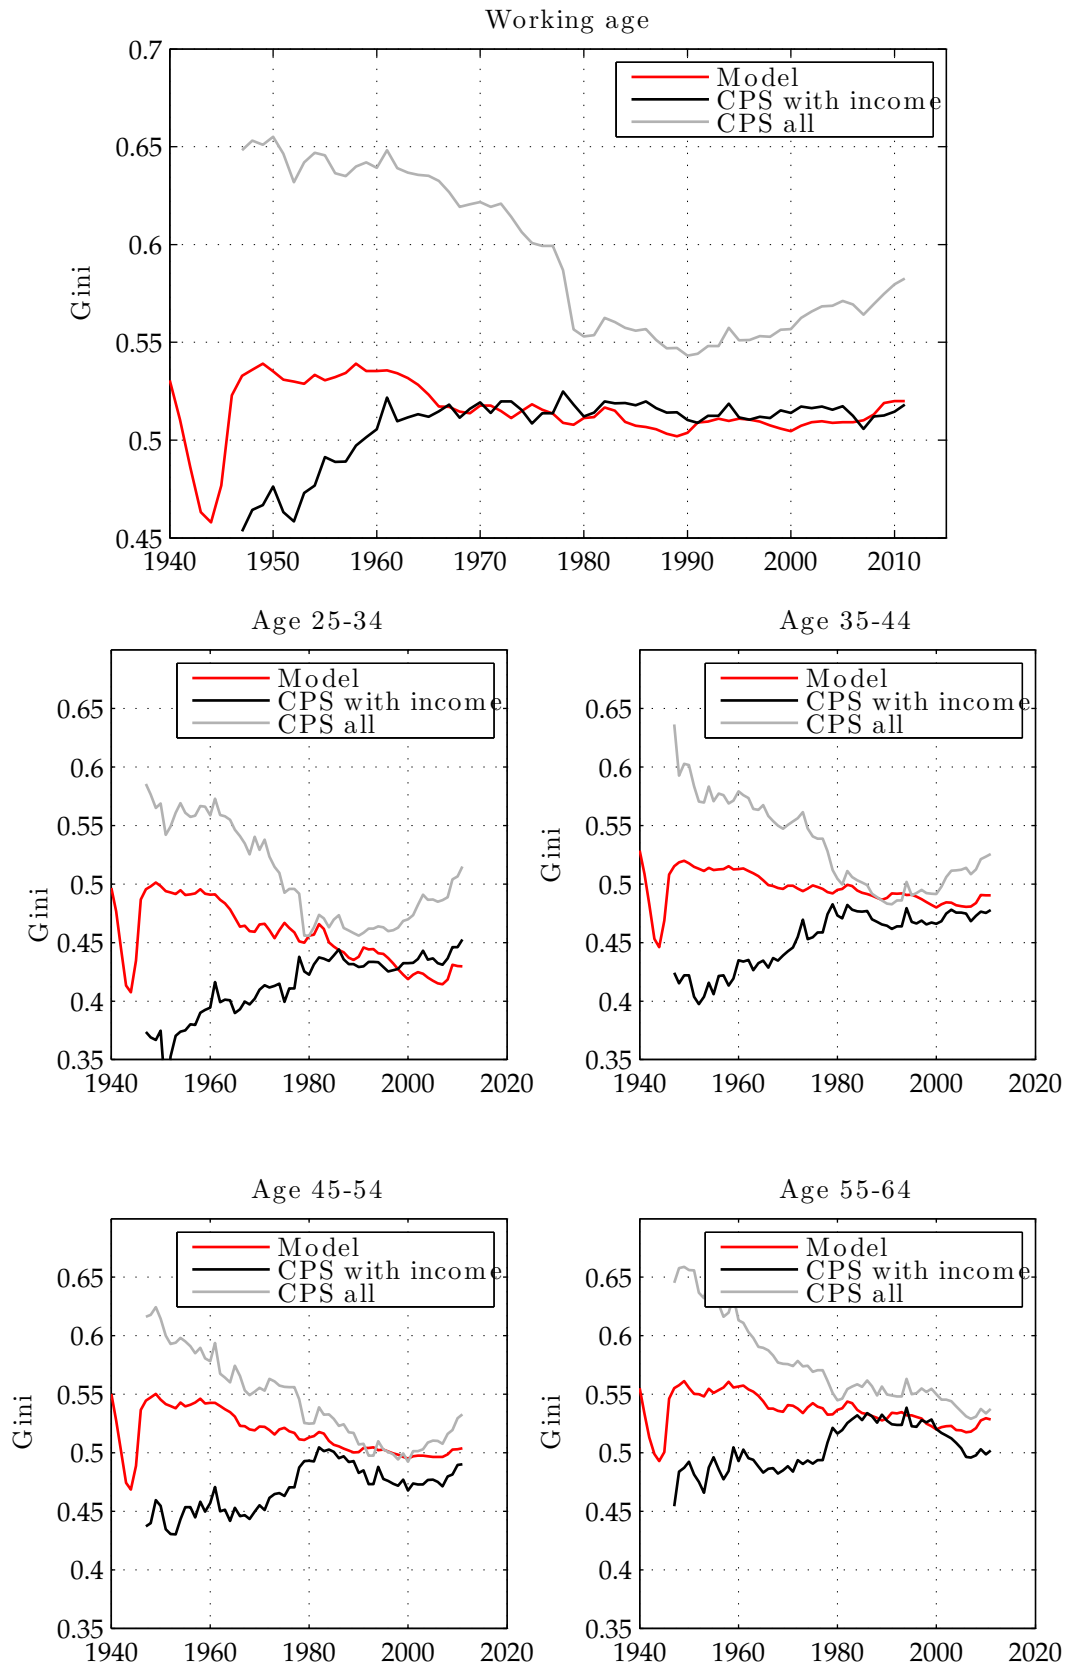 Working age
0.7
Model
CPS with income
CPS all
0.65
0.6
Gini
0.55
0.5
0.45
1940 1950 1960 1970 1980 1990 2000 2010
Age 25-34
Model
CPS with income
CPS all
0.65
0.6
0.55
Gini
0.5
0.45
0.4
0.35
1940 1960 1980 2000 2020
Age 35-44
Model
CPS with income
CPS all
0.65
0.6
0.55
Gini
0.5
0.45
0.4
0.35
1940 1960 1980 2000 2020
Age 45-54
Model
CPS with income
CPS all
0.65
0.6
0.55
Gini
0.5
0.45
0.4
0.35
1940 1960 1980 2000 2020
Age 55-64
Model
CPS with income
CPS all
0.65
0.6
0.55
Gini
0.5
0.45
0.4
0.35
1940 1960 1980 2000 2020